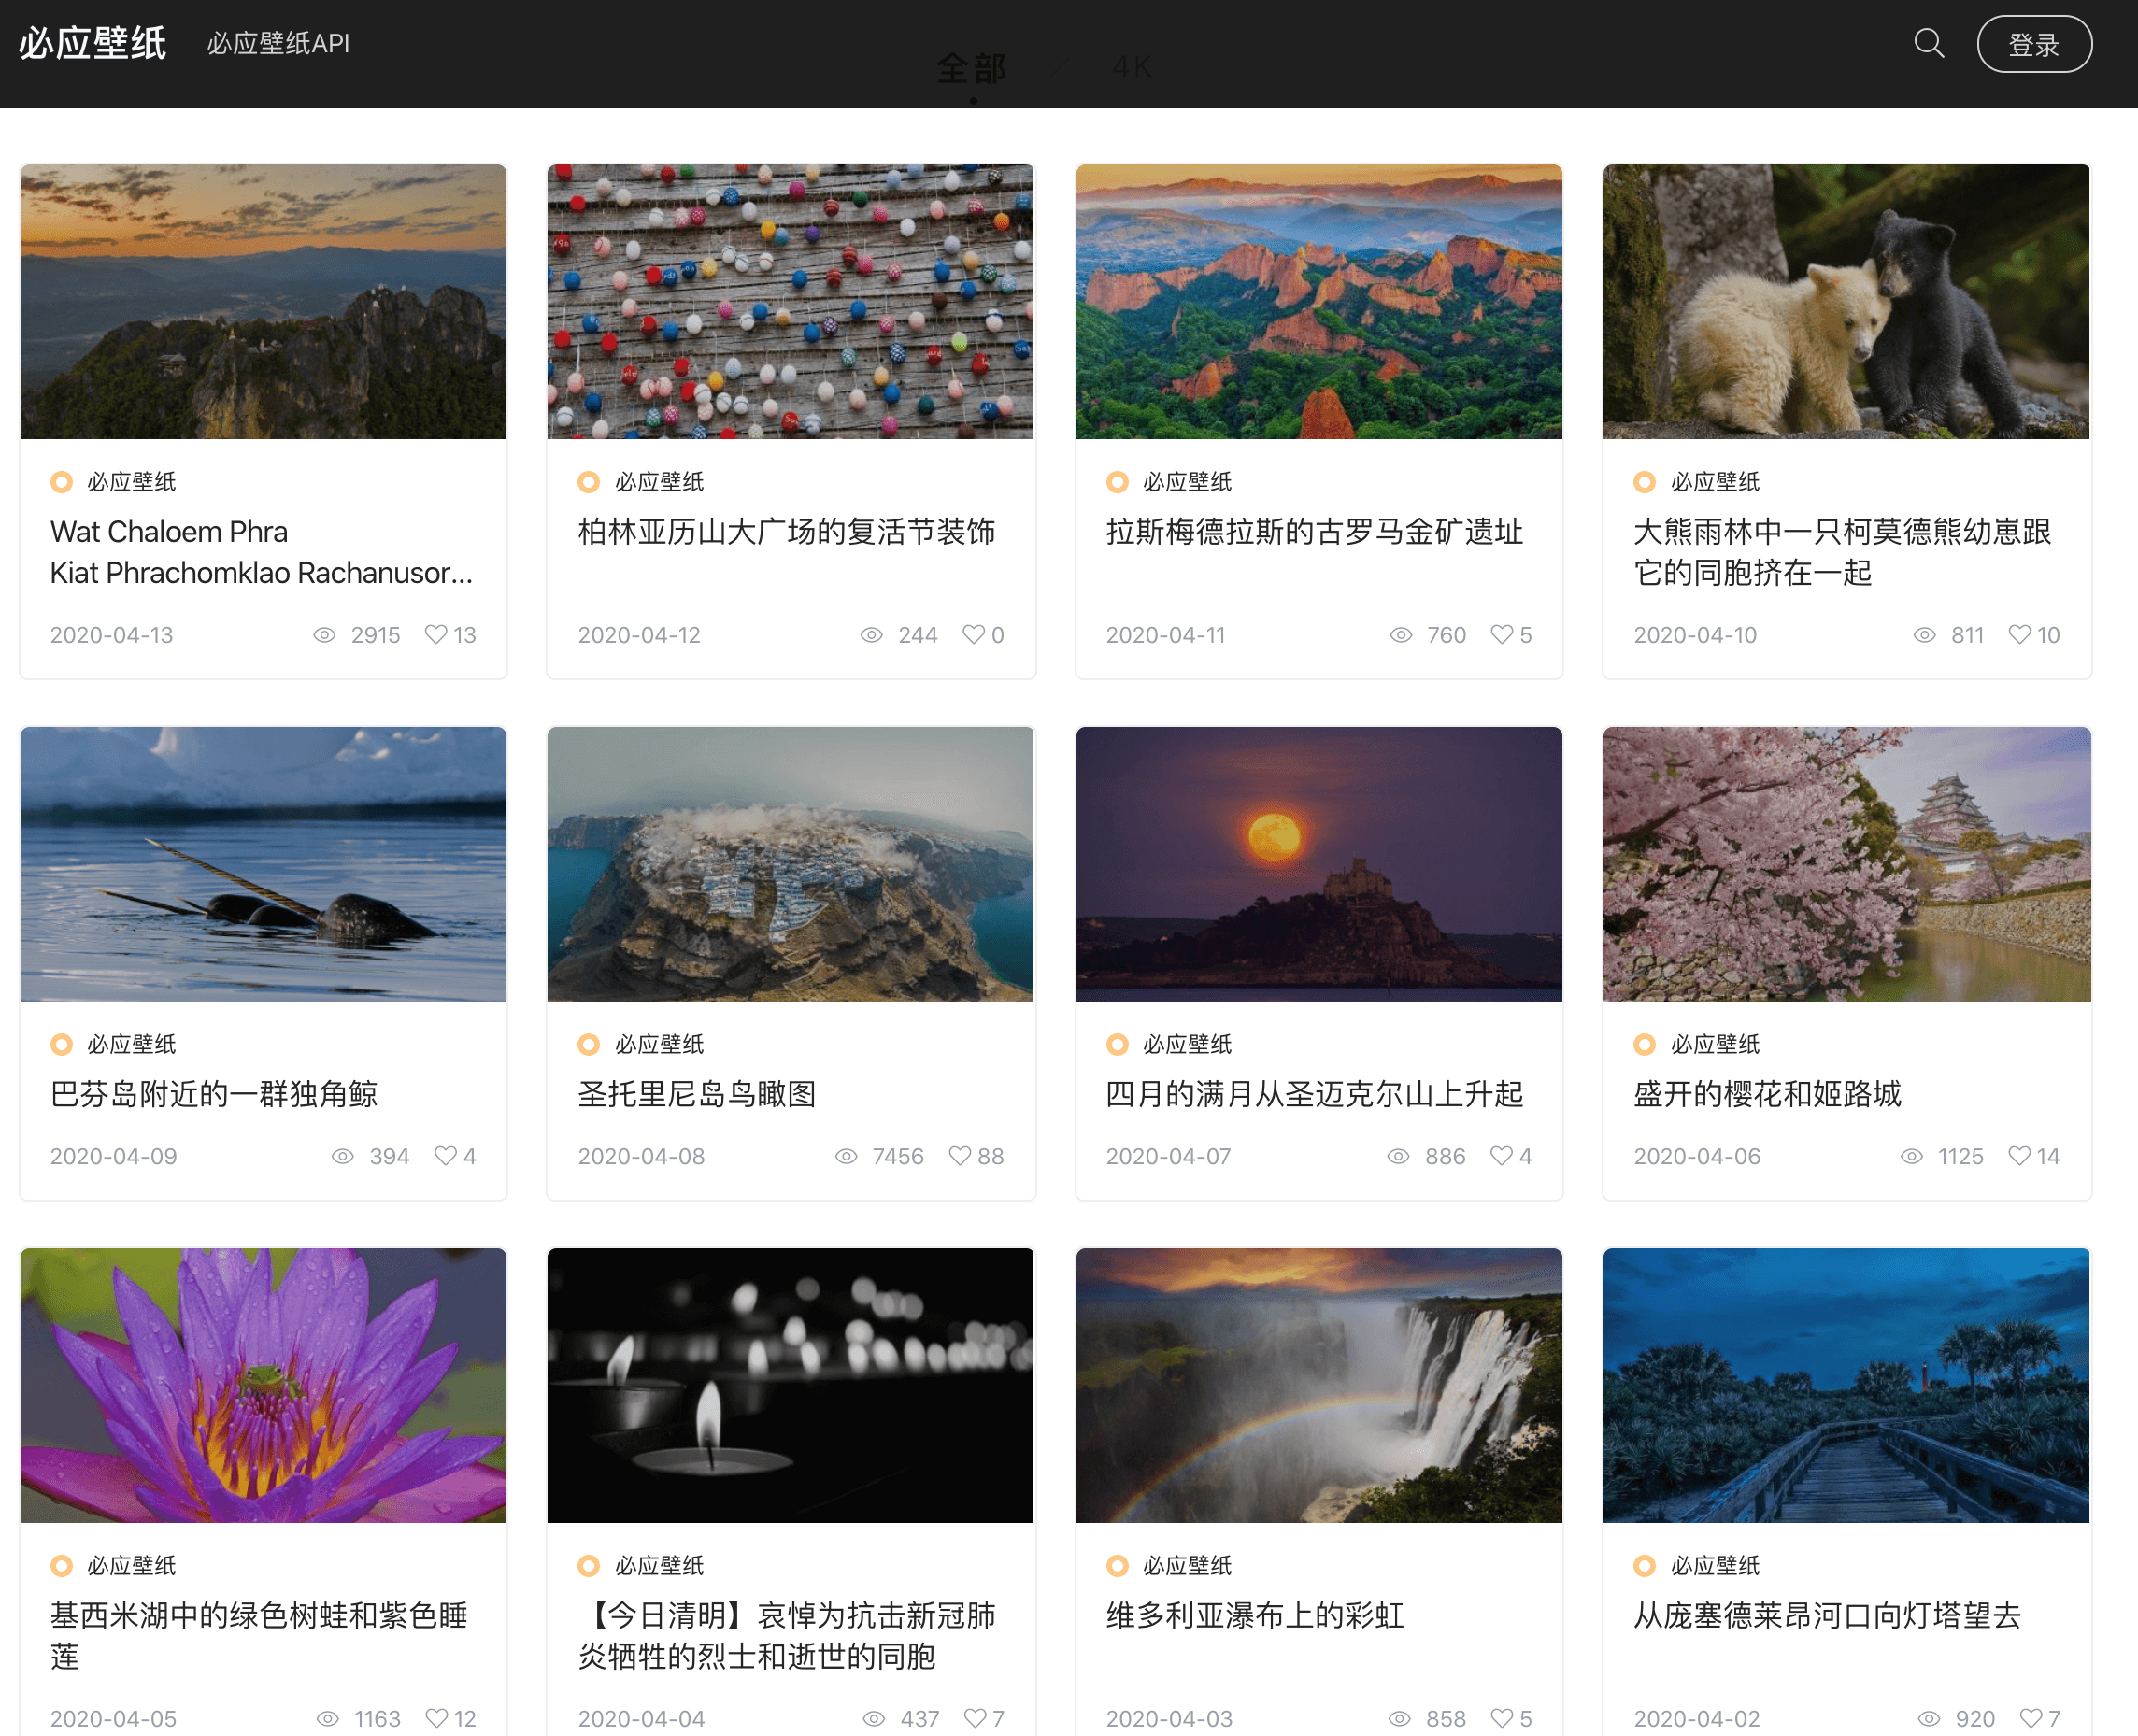 必应壁纸
必应壁纸API
登录
全部 / 4K
必应壁纸
Wat Chaloem Phra
Kiat Phrachomklao Rachanusor...
2020-04-13 2915 13
必应壁纸
柏林亚历山大广场的复活节装饰
2020-04-12 244 0
必应壁纸
拉斯梅德拉斯的古罗马金矿遗址
2020-04-11 760 5
必应壁纸
大熊雨林中一只柯莫德熊幼崽跟
它的同胞挤在一起
2020-04-10 811 10
必应壁纸
巴芬岛附近的一群独角鲸
2020-04-09 394 4
必应壁纸
圣托里尼岛鸟瞰图
2020-04-08 7456 88
必应壁纸
四月的满月从圣迈克尔山上升起
2020-04-07 886 4
必应壁纸
盛开的樱花和姬路城
2020-04-06 1125 14
必应壁纸
基西米湖中的绿色树蛙和紫色睡
莲
2020-04-05 1163 12
必应壁纸
【今日清明】哀悼为抗击新冠肺
炎牺牲的烈士和逝世的同胞
2020-04-04 437 7
必应壁纸
维多利亚瀑布上的彩虹
2020-04-03 858 5
必应壁纸
从庞塞德莱昂河口向灯塔望去
2020-04-02 920 7